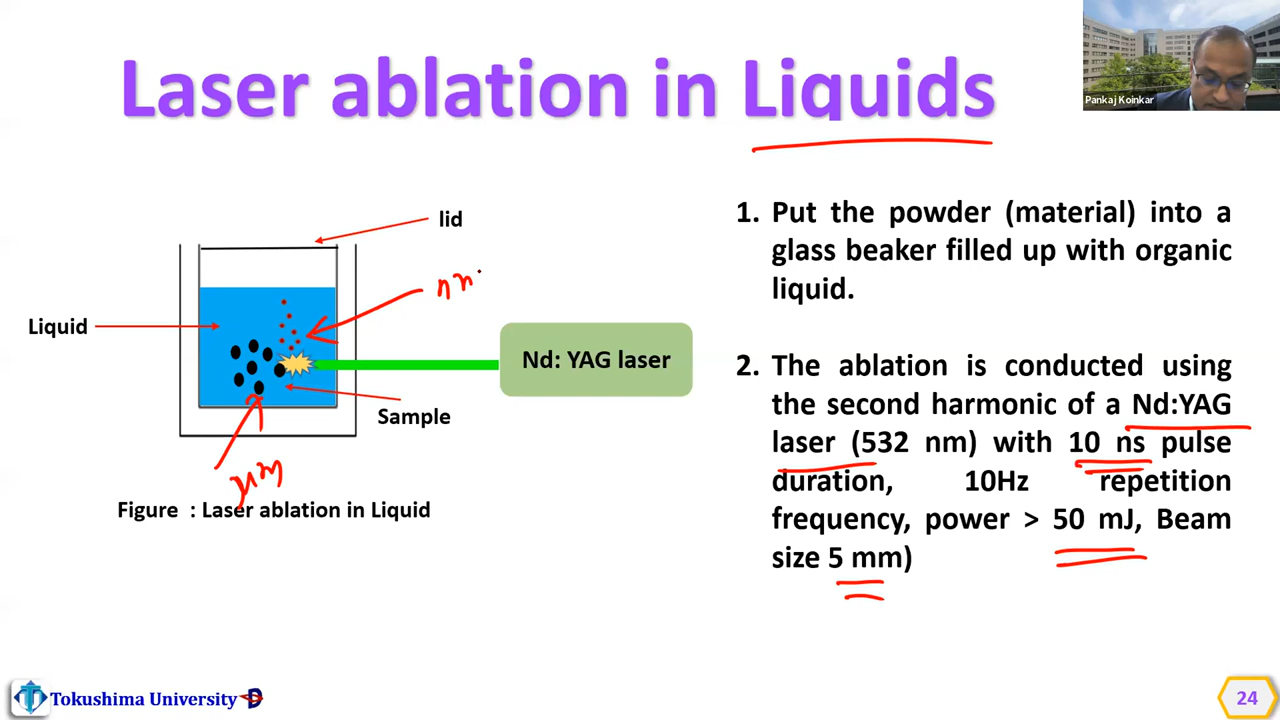 Laser ablation in Liquids
Pankaj Koinkar
lid
nm
Liquid
Nd: YAG laser
Sample
μm
Figure : Laser ablation in Liquid
1. Put the powder (material) into a
glass beaker filled up with organic
liquid.
2. The ablation is conducted using
the second harmonic of a Nd:YAG
laser (532 nm) with 10 ns pulse
duration, 10Hz repetition
frequency, power > 50 mJ, Beam
size 5 mm)
Tokushima University
24